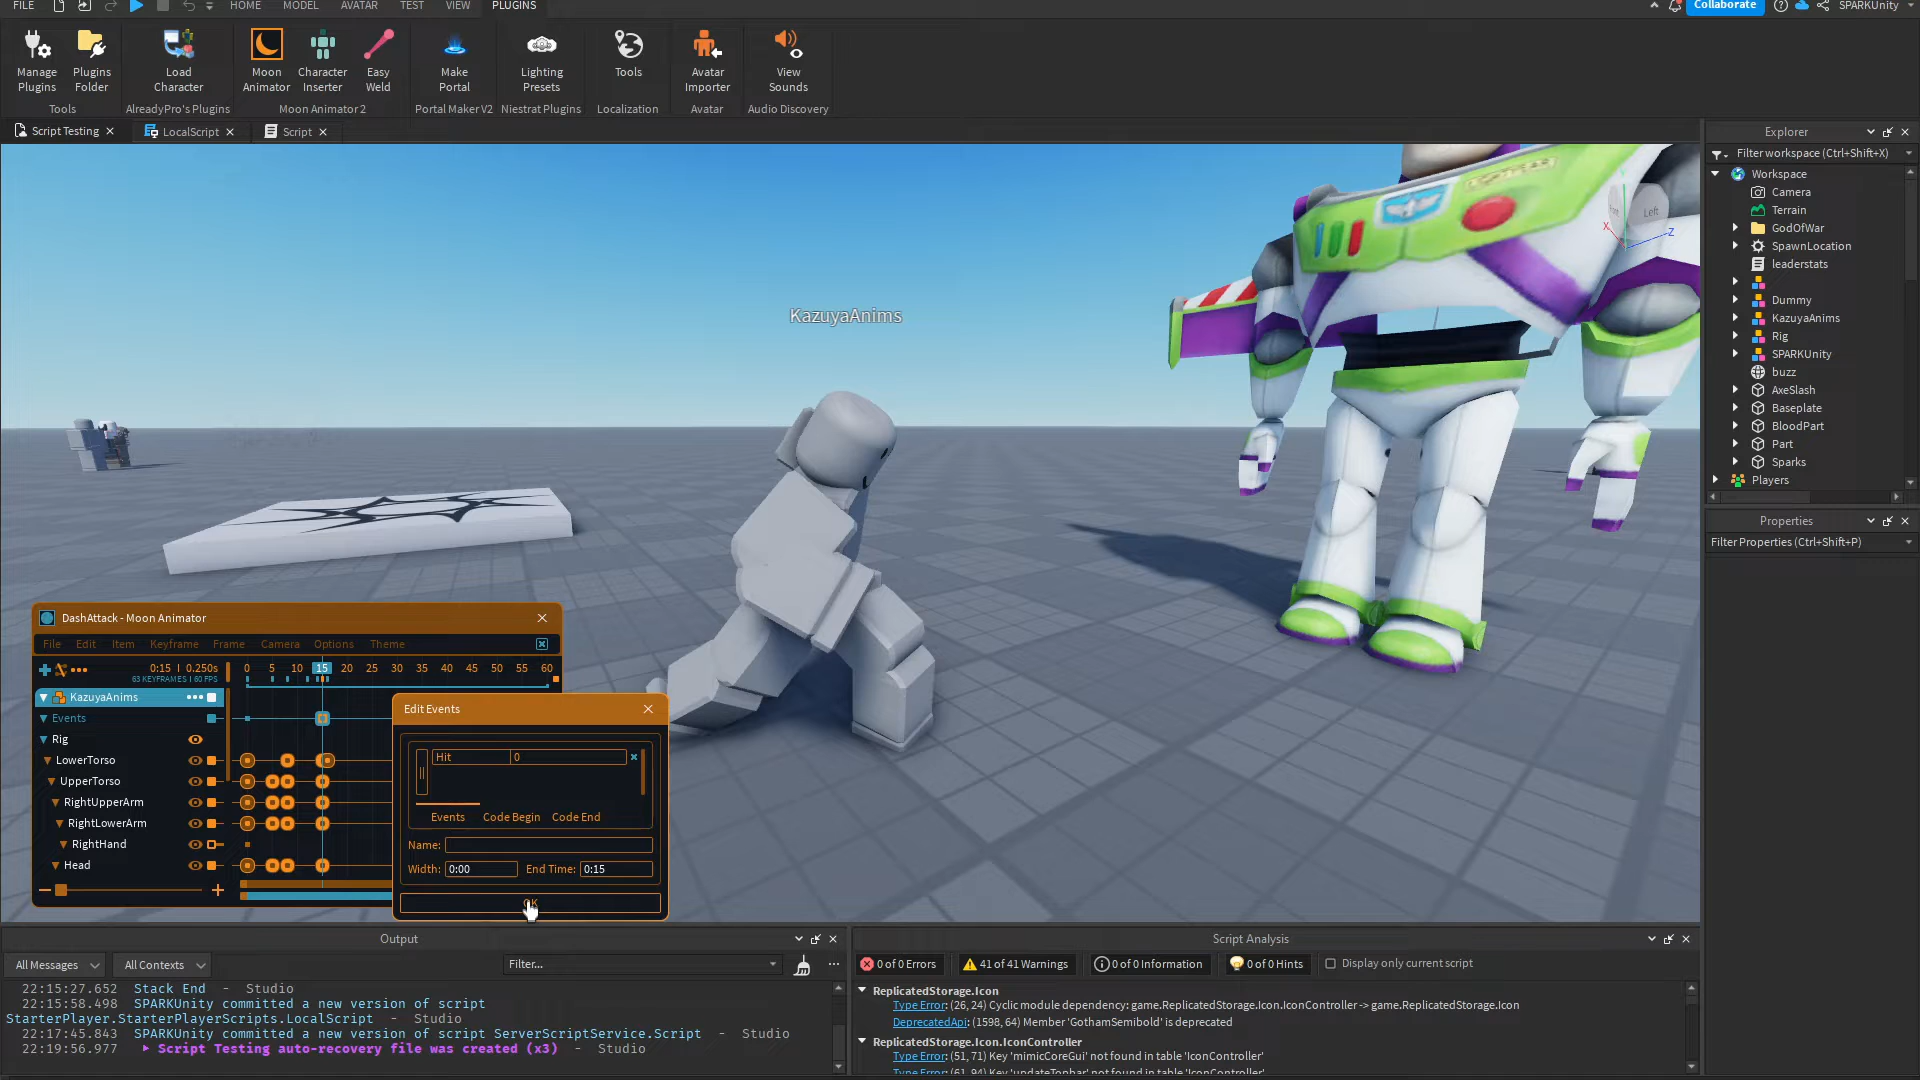 FILE
HOME
MODEL
AVATAR
TEST
VIEW
PLUGINS
Collaborate
SPARKUnity
Manage Plugins
Plugins Folder
Load Character
Moon Animator
Character Inserter
Easy Weld
Make Portal
Lighting Presets
Tools
Avatar Importer
View Sounds
Tools
AlreadyPro's Plugins
Moon Animator 2
Portal Maker V2
Niestrat Plugins
Localization
Avatar
Audio Discovery
Script Testing
LocalScript
Script
Explorer
Filter workspace (Ctrl+Shift+X)
Workspace
Camera
Terrain
GodOfWar
SpawnLocation
leaderstats
Dummy
KazuyaAnims
Rig
SPARKUnity
buzz
AxeSlash
Baseplate
BloodPart
Part
Sparks
Players
Properties
Filter Properties (Ctrl+Shift+P)
KazuyaAnims
Left
X
Z
DashAttack - Moon Animator
File Edit Item Keyframe Frame Camera Options Theme
0:15 | 0.250s
63 KEYFRAMES | 60 FPS
0 5 10 15 20 25 30 35 40 45 50 55 60
KazuyaAnims
Events
Rig
LowerTorso
UpperTorso
RightUpperArm
RightLowerArm
RightHand
Head
Edit Events
Hit 0
Events Code Begin Code End
Name:
Width: 0:00 End Time: 0:15
OK
Output
All Messages
All Contexts
Filter...
22:15:27.652 Stack End - Studio
22:15:58.498 SPARKUnity committed a new version of script
StarterPlayer.StarterPlayerScripts.LocalScript - Studio
22:17:45.843 SPARKUnity committed a new version of script ServerScriptService.Script - Studio
22:19:56.977 Script Testing auto-recovery file was created (x3) - Studio
Script Analysis
0 of 0 Errors
41 of 41 Warnings
0 of 0 Information
0 of 0 Hints
Display only current script
ReplicatedStorage.Icon
Type Error: (26, 24) Cyclic module dependency: game.ReplicatedStorage.Icon.IconController -> game.ReplicatedStorage.Icon
DeprecatedApi: (1598, 64) Member 'GothamSemibold' is deprecated
ReplicatedStorage.Icon.IconController
Type Error: (51, 71) Key 'mimicCoreGui' not found in table 'IconController'
Type Error: (61, 94) Key 'updateTopbar' not found in table 'IconController'